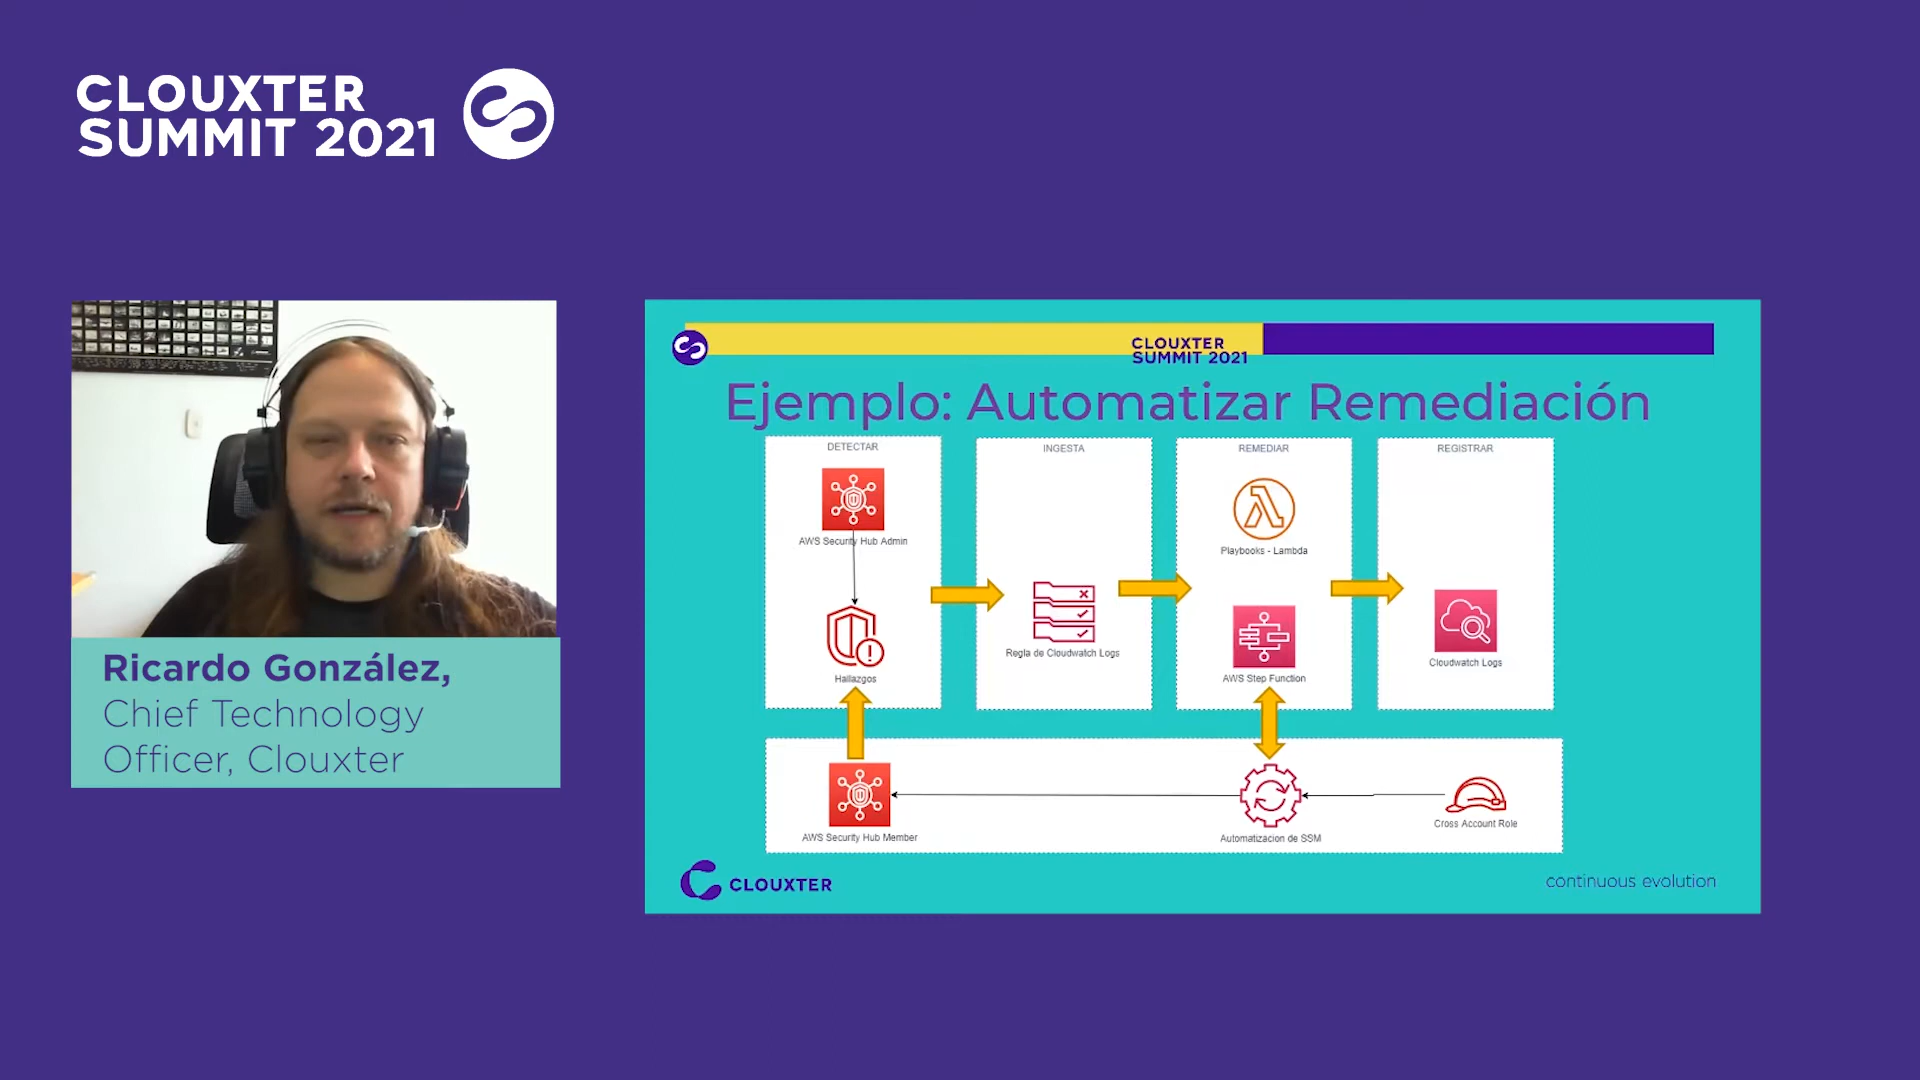 CLOUXTER
SUMMIT 2021
Ricardo González,
Chief Technology
Officer, Clouxter
CLOUXTER
SUMMIT 2021
Ejemplo: Automatizar Remediación
DETECTAR
AWS Security Hub Admin
Hallazgos
INGESTA
Regla de Cloudwatch Logs
REMEDIAR
Playbooks - Lambda
AWS Step Function
REGISTRAR
Cloudwatch Logs
AWS Security Hub Member
Automatizacion de SSM
Cross Account Role
CLOUXTER
continuous evolution